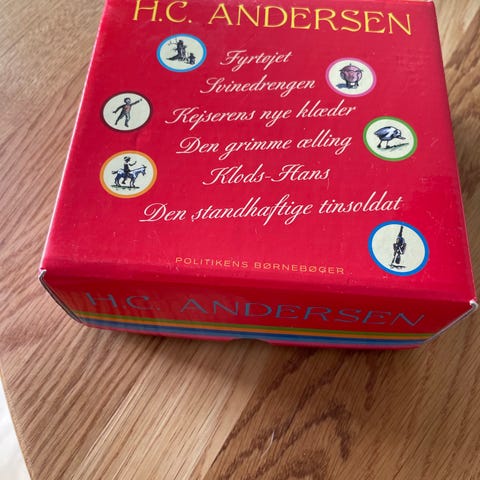 H.C. ANDERSEN
Fyrtøjet
Svinedrengen
Kejserens nye klæder
Den grimme ælling
Klods-Hans
Den standhaftige tinsoldat
POLITIKENS BØRNEBØGER
H.C. ANDERSEN